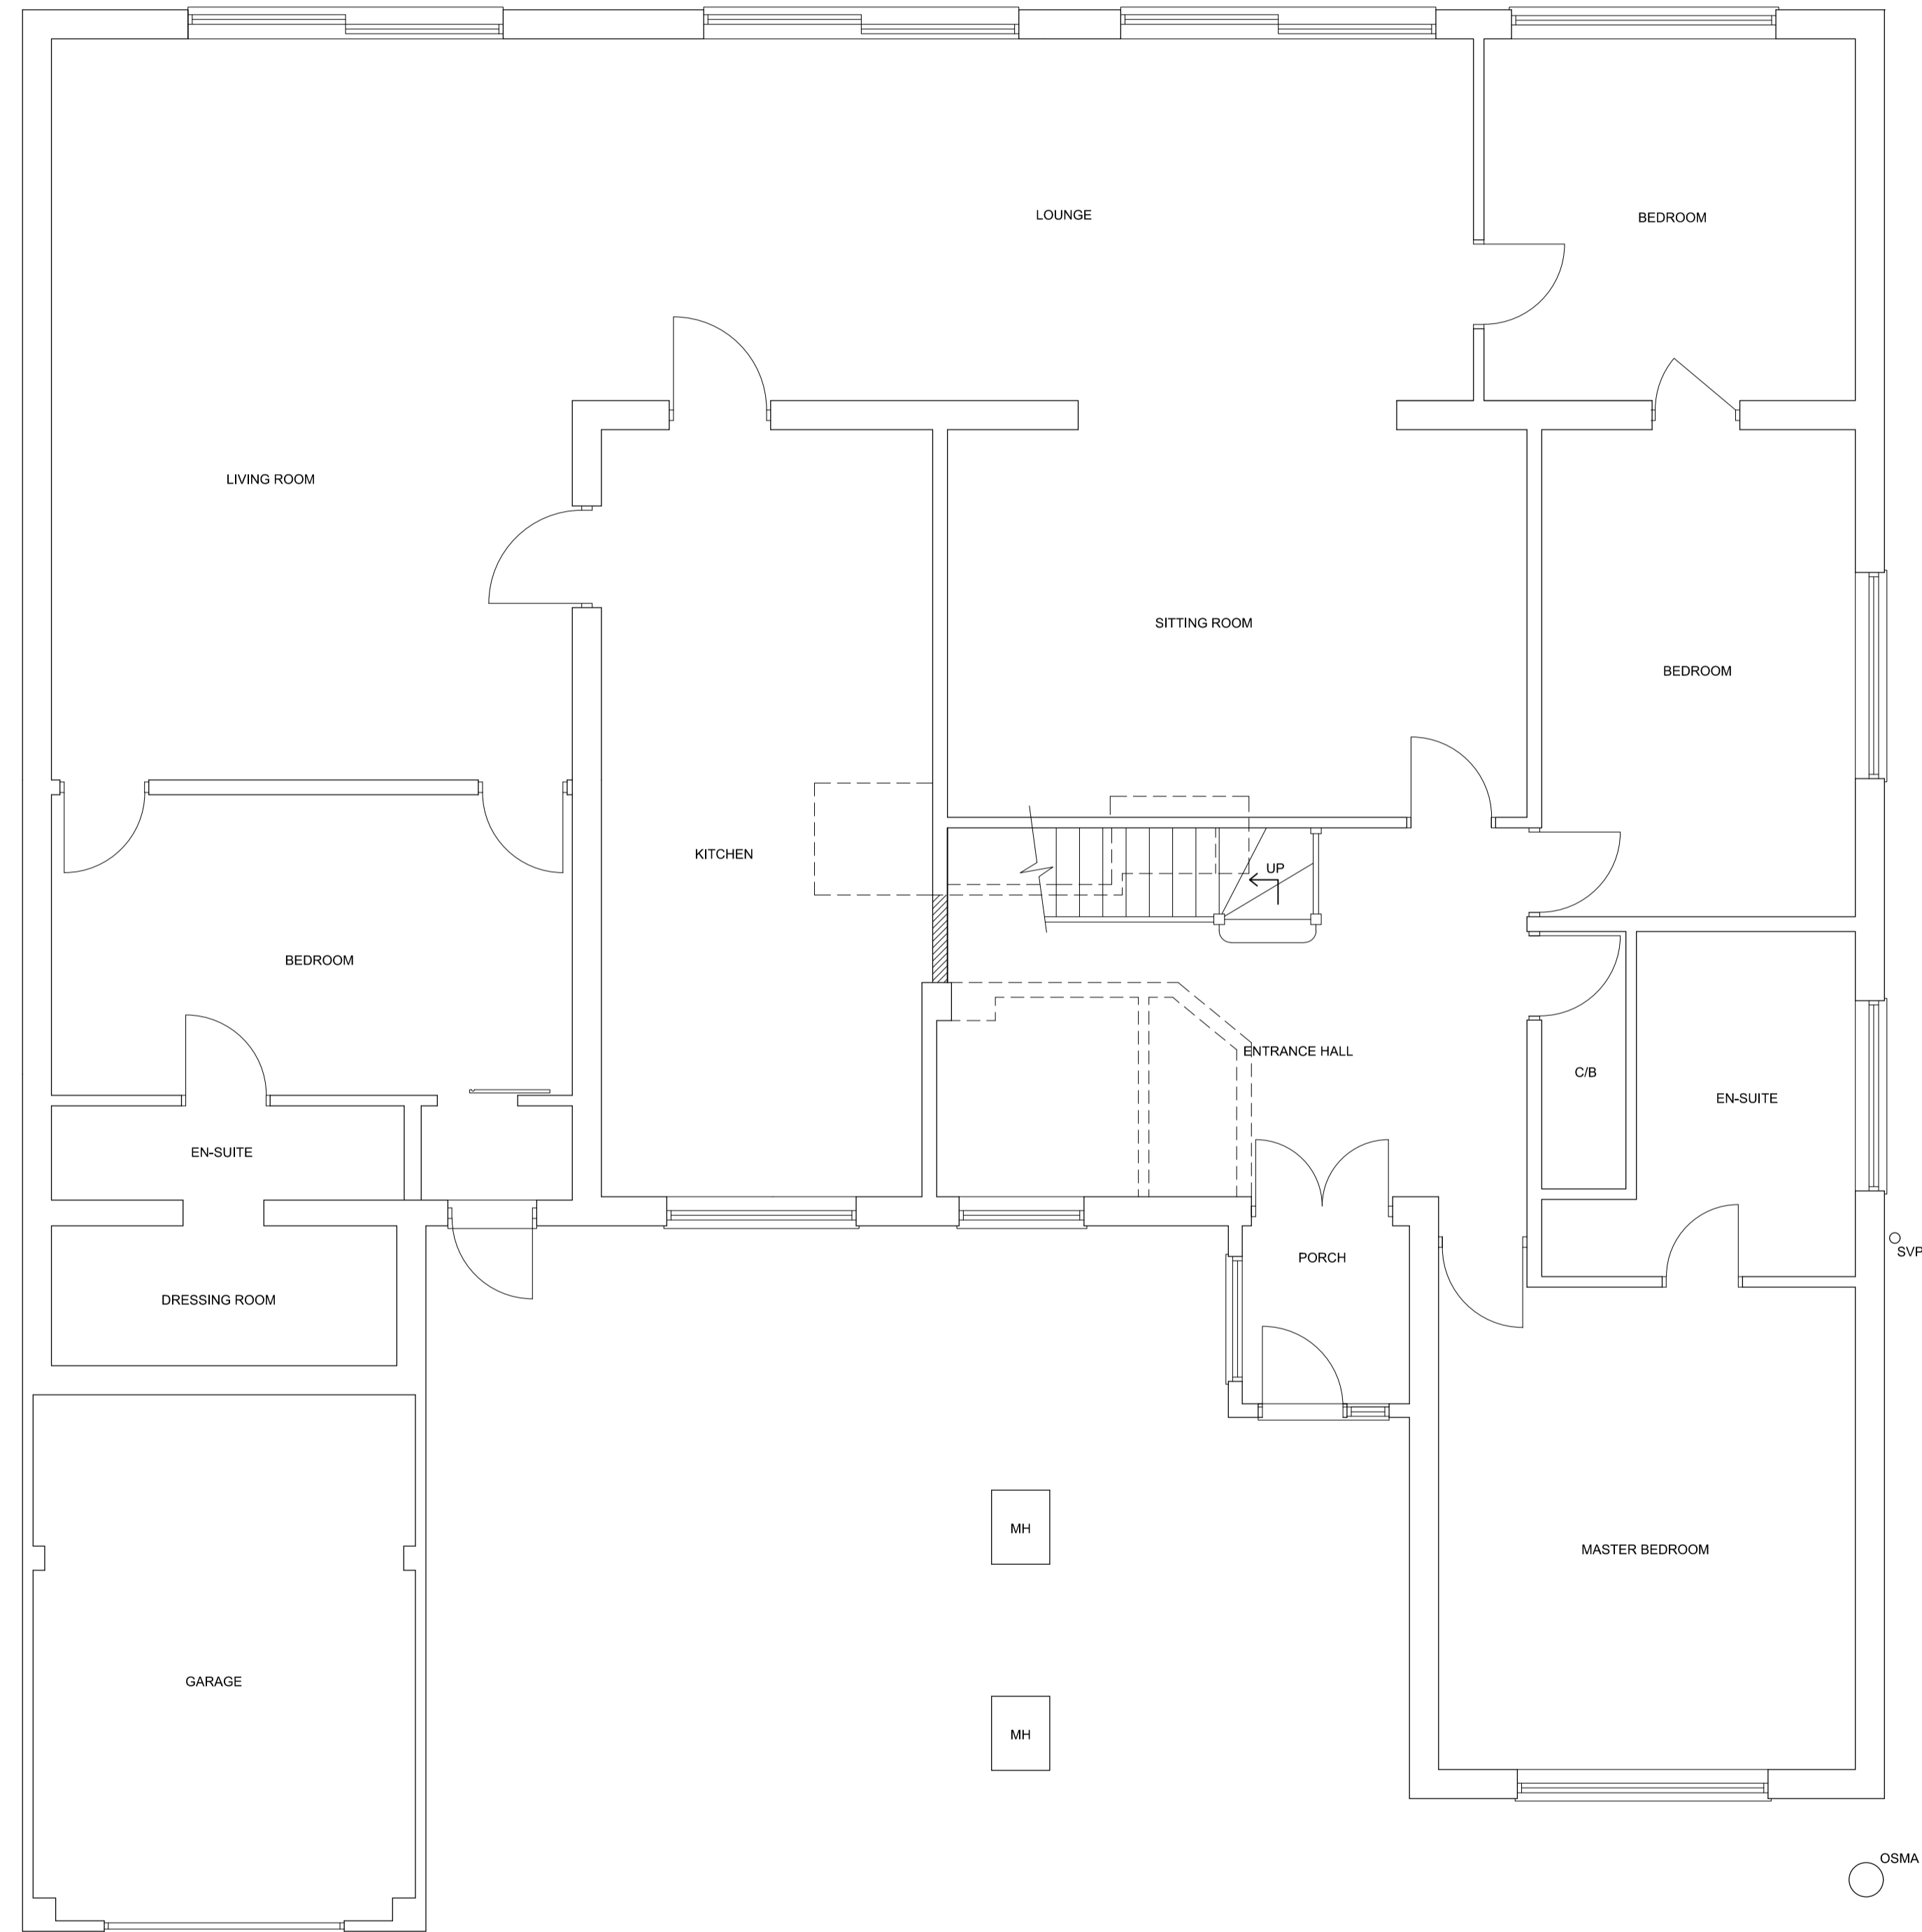 LOUNGE
BEDROOM
LIVING ROOM
SITTING ROOM
BEDROOM
KITCHEN
UP
BEDROOM
ENTRANCE HALL
C/B
EN-SUITE
EN-SUITE
PORCH
SVP
DRESSING ROOM
MH
MASTER BEDROOM
GARAGE
MH
OSMA